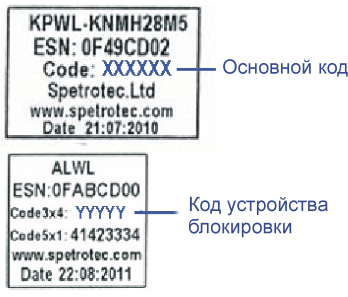 KPWL-KNMH28M5
ESN: 0F49CD02
Code: XXXXXX
Основной код
Spetrotec.Ltd
www.spetrotec.com
Date 21:07:2010
ALWL
ESN:0FABCD00
Code3x4: YYYYY
Код устройства
блокировки
Code5x1: 41423334
www.spetrotec.com
Date 22:08:2011